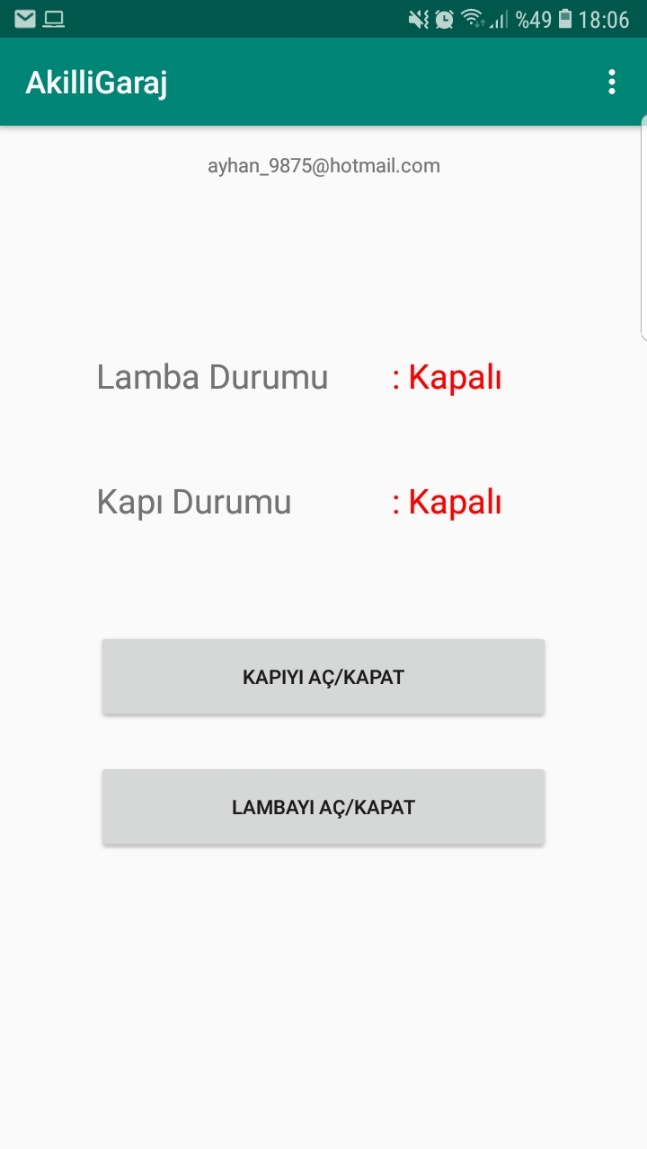 %49 18:06
AkilliGaraj
ayhan_9875@hotmail.com
Lamba Durumu : Kapalı
Kapı Durumu : Kapalı
KAPIYI AÇ/KAPAT
LAMBAYI AÇ/KAPAT